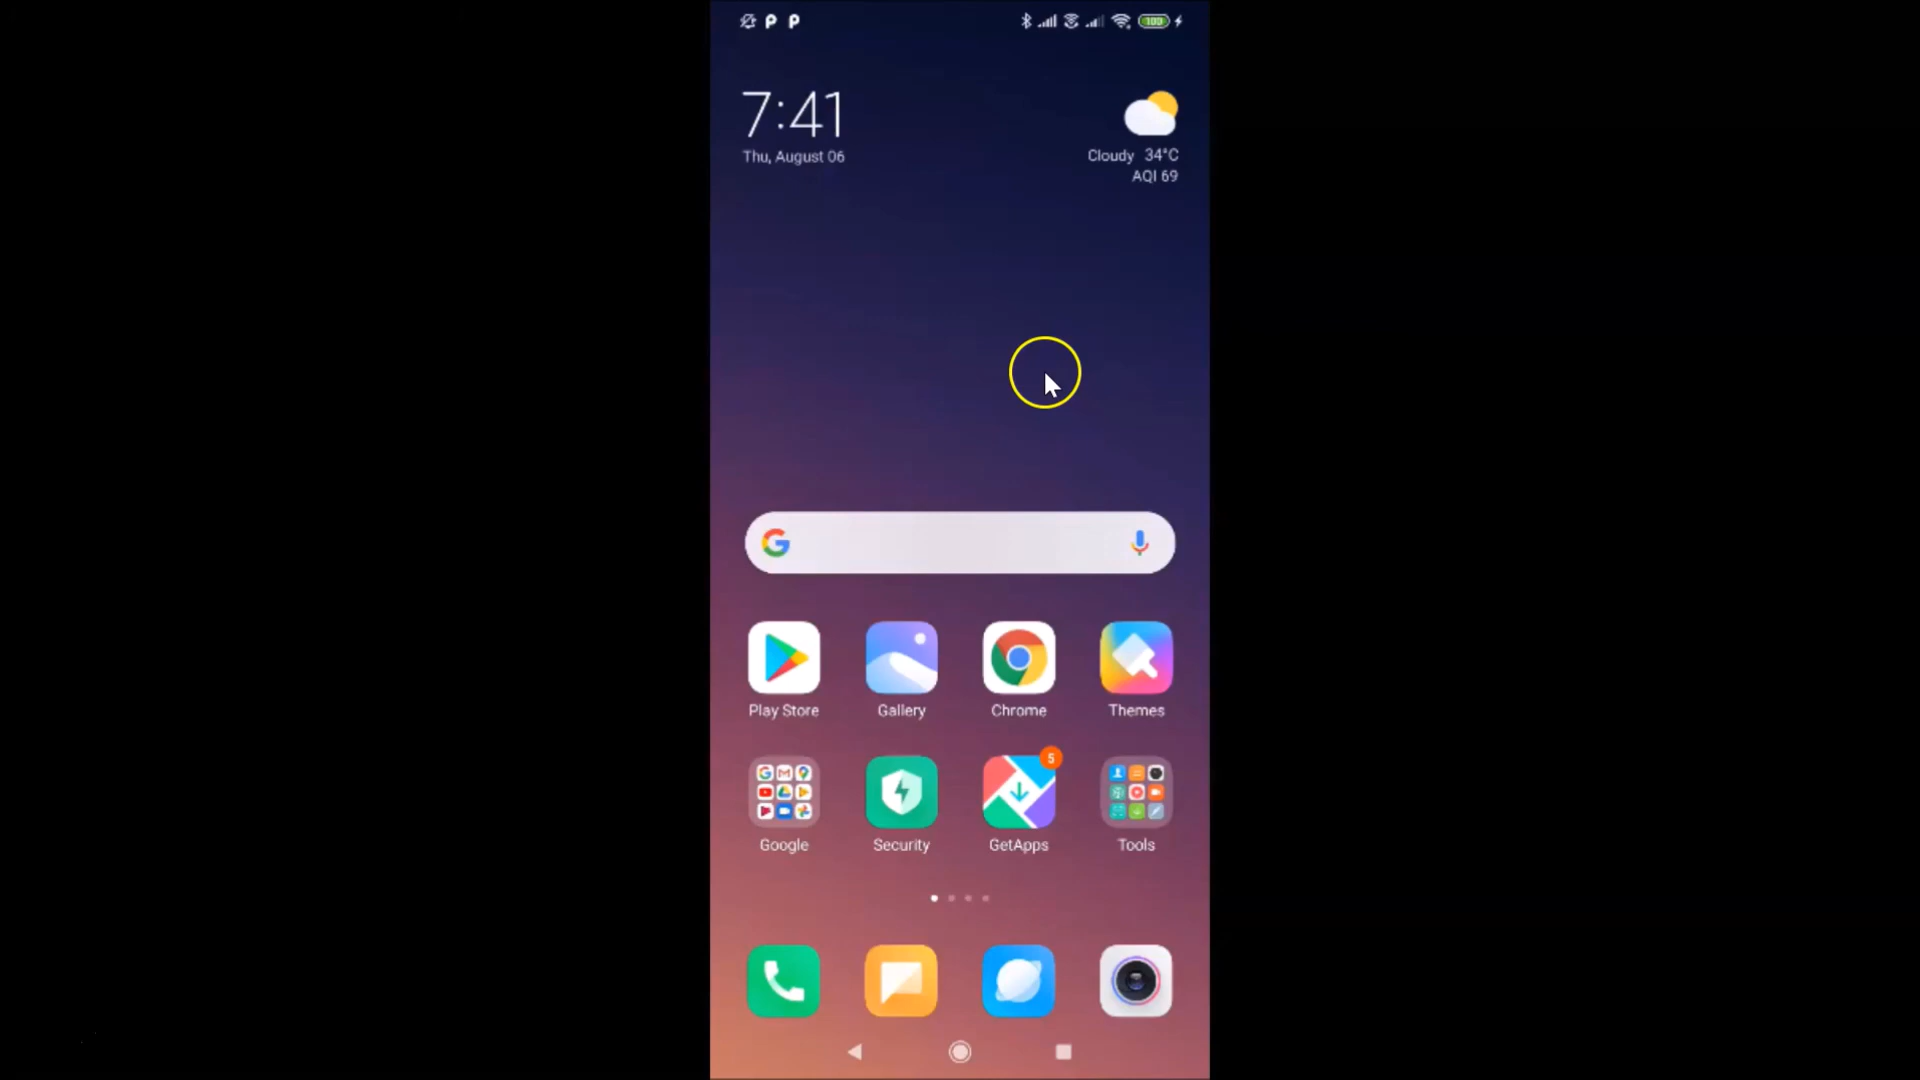 100
7:41
Thu, August 06
Cloudy 34°C
AQI 69
Play Store
Gallery
Chrome
Themes
5
Google
Security
GetApps
Tools